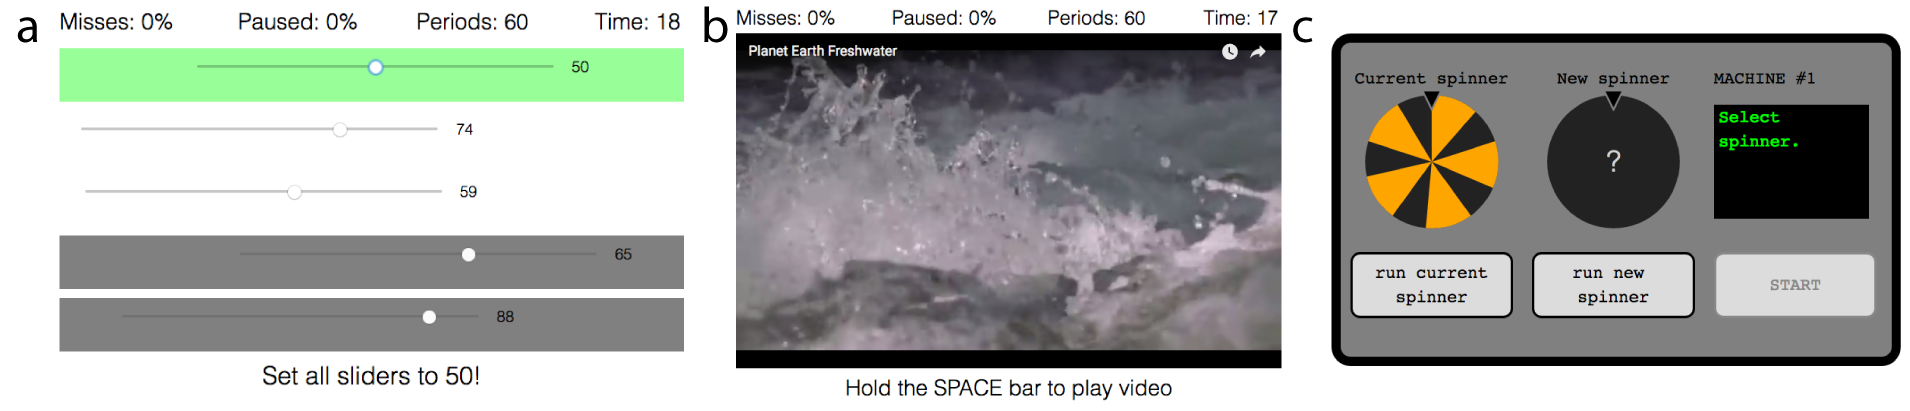 a
Misses: 0% Paused: 0% Periods: 60 Time: 18
50
74
59
65
88
Set all sliders to 50!
b
Misses: 0% Paused: 0% Periods: 60 Time: 17
Planet Earth Freshwater
Hold the SPACE bar to play video
c
Current spinner New spinner MACHINE #1
Select
spinner.
?
run current
spinner
run new
spinner
START